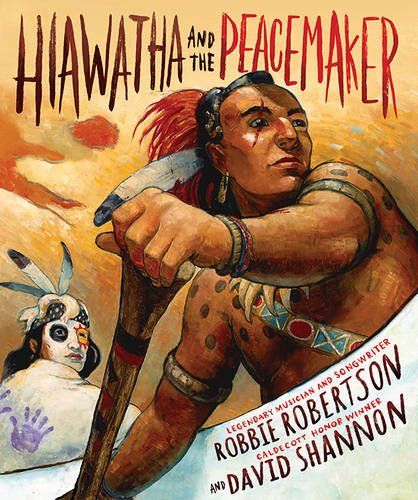 HIAWATHA AND THE PEACEMAKER
LEGENDARY MUSICIAN AND SONGWRITER
ROBBIE ROBERTSON
CALDECOTT HONOR WINNER
AND DAVID SHANNON